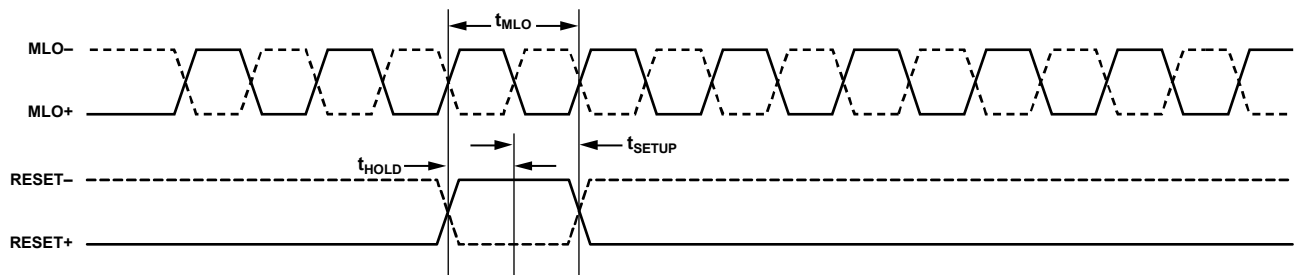 tMLO
MLO–
MLO+
tSETUP
tHOLD
RESET–
RESET+